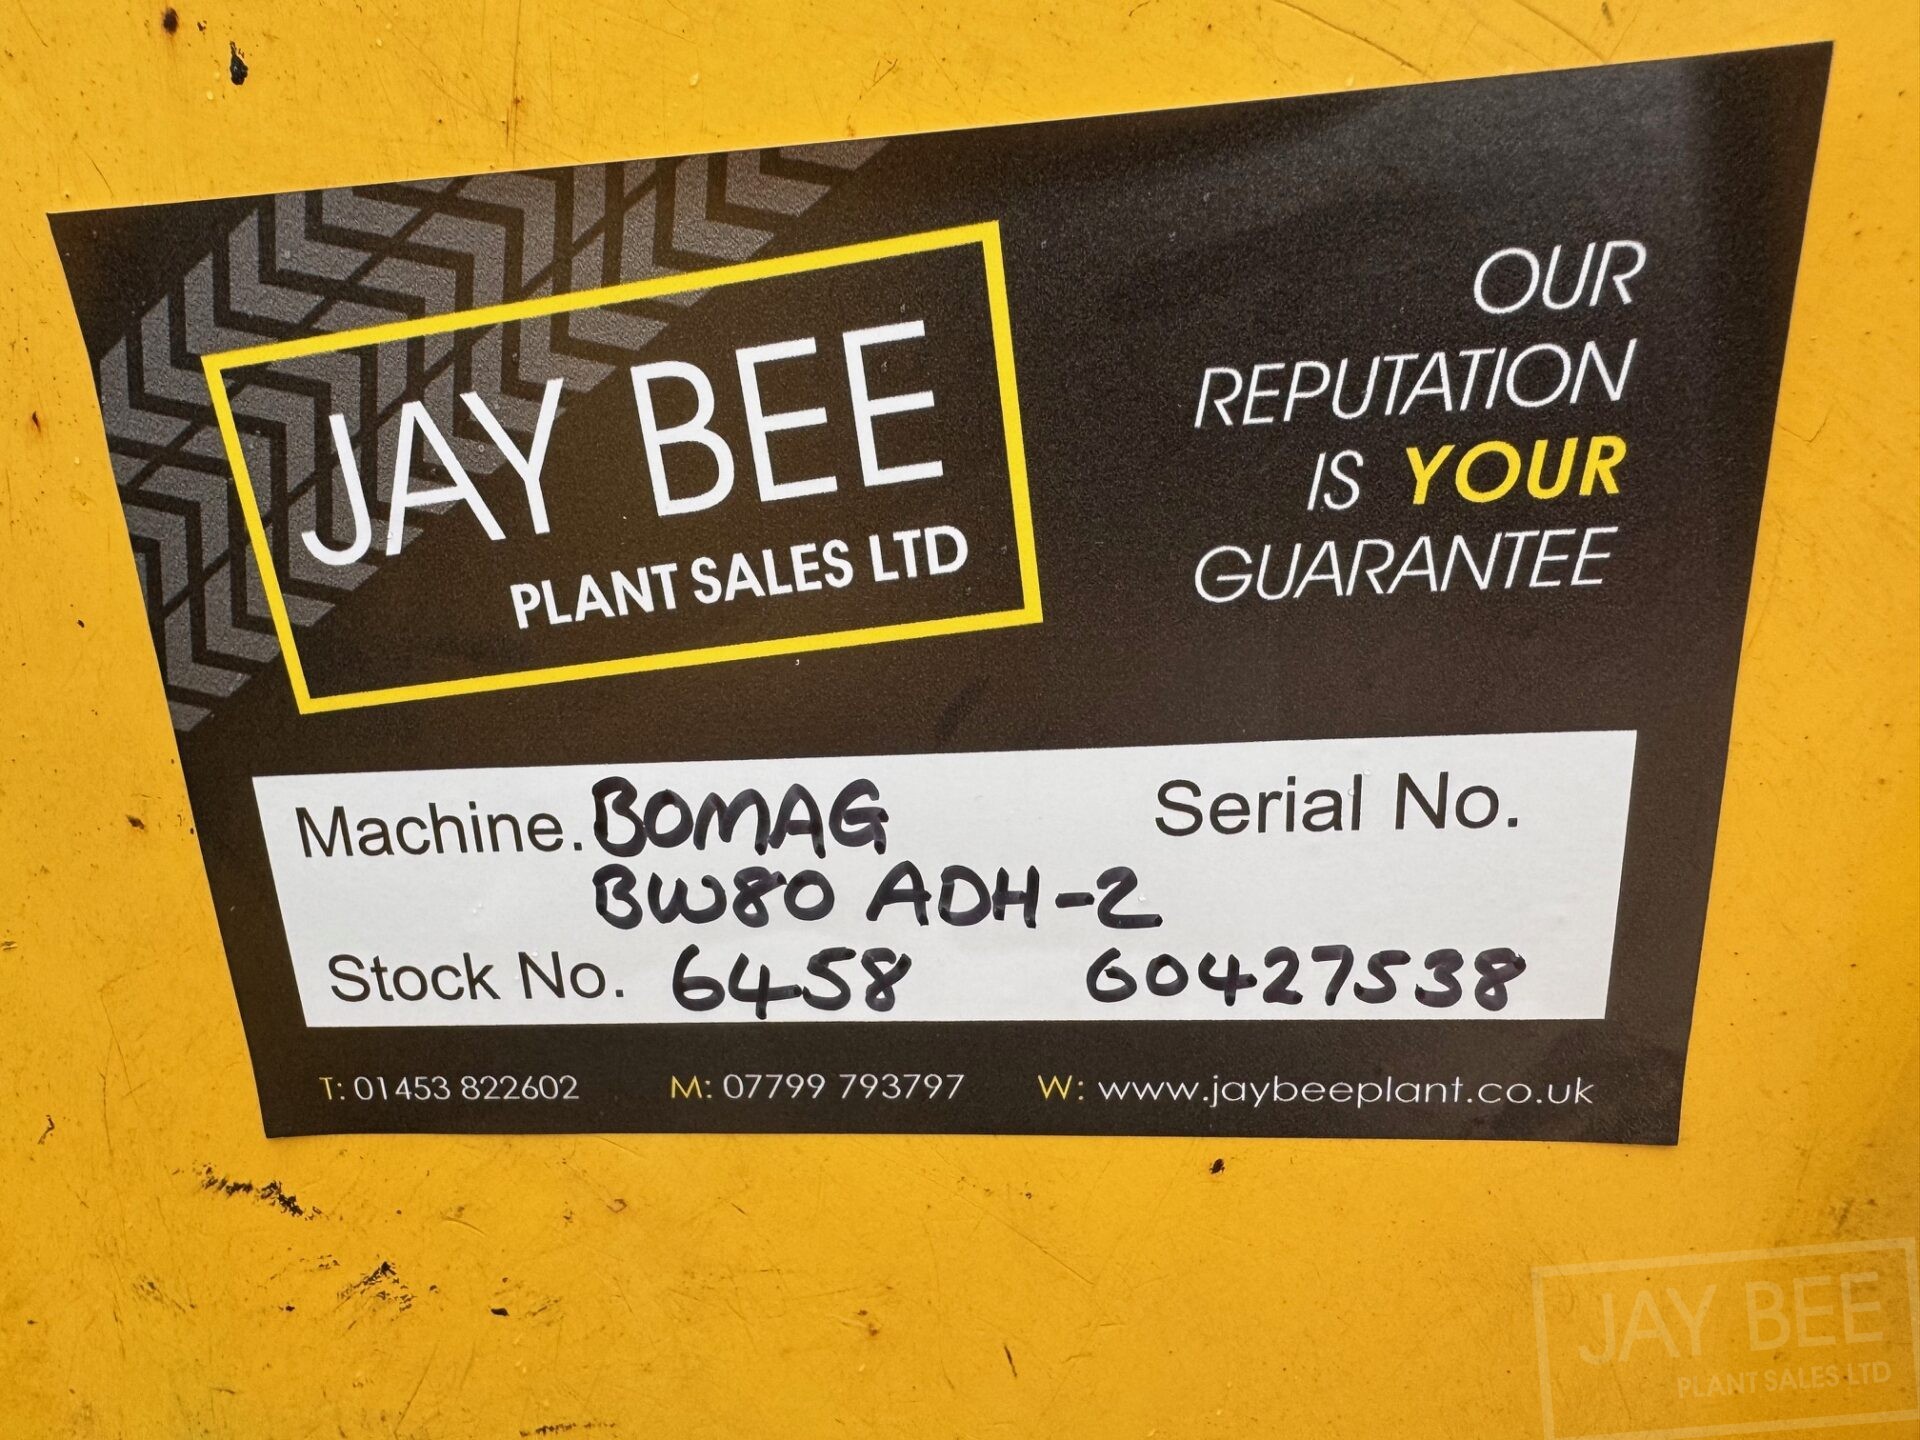 JAY BEE
PLANT SALES LTD
OUR
REPUTATION
IS YOUR
GUARANTEE
Machine. BOMAG
BW80 ADH-2
Serial No.
60427538
Stock No. 6458
T: 01453 822602 M: 07799 793797 W: www.jaybeeplant.co.uk
JAY BEE
PLANT SALES LTD